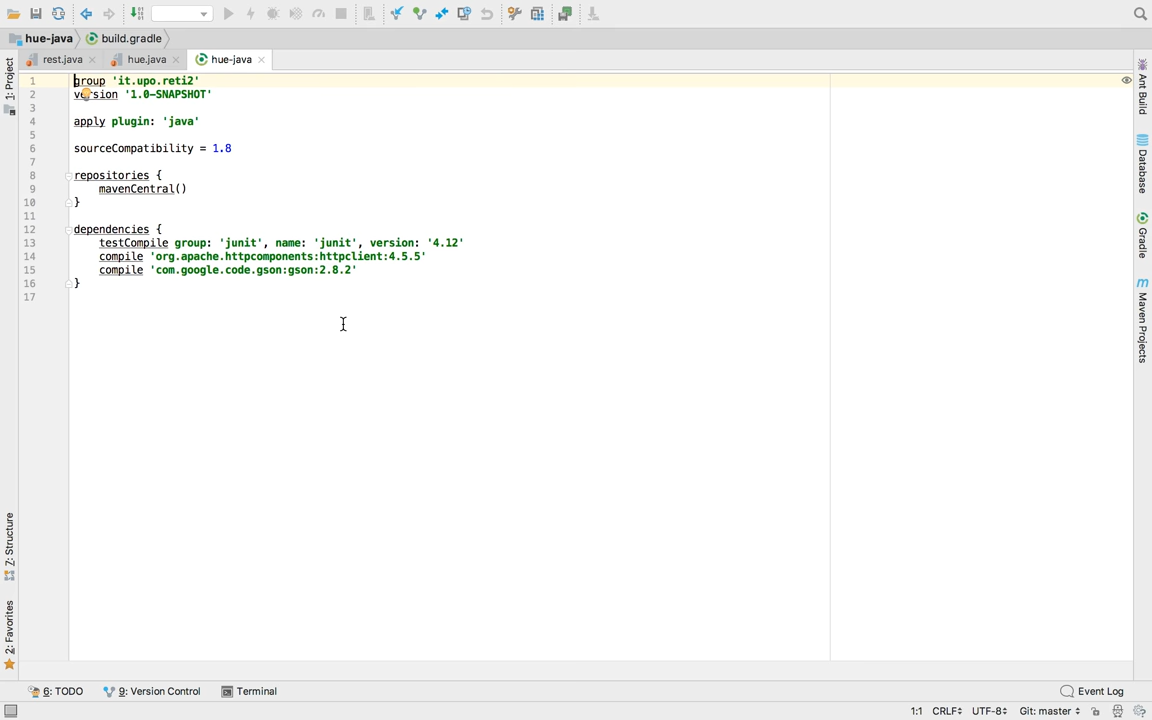 hue-java build.gradle
rest.java hue.java hue-java
1 group 'it.upo.reti2'
2 version '1.0-SNAPSHOT'
3
4 apply plugin: 'java'
5
6 sourceCompatibility = 1.8
7
8 repositories {
9 mavenCentral()
10 }
11
12 dependencies {
13 testCompile group: 'junit', name: 'junit', version: '4.12'
14 compile 'org.apache.httpcomponents:httpclient:4.5.5'
15 compile 'com.google.code.gson:gson:2.8.2'
16 }
17
1: Project
Z: Structure
2: Favorites
Ant Build
Database
Gradle
m Maven Projects
6: TODO 9: Version Control Terminal Event Log
1:1 CRLF UTF-8 Git: master